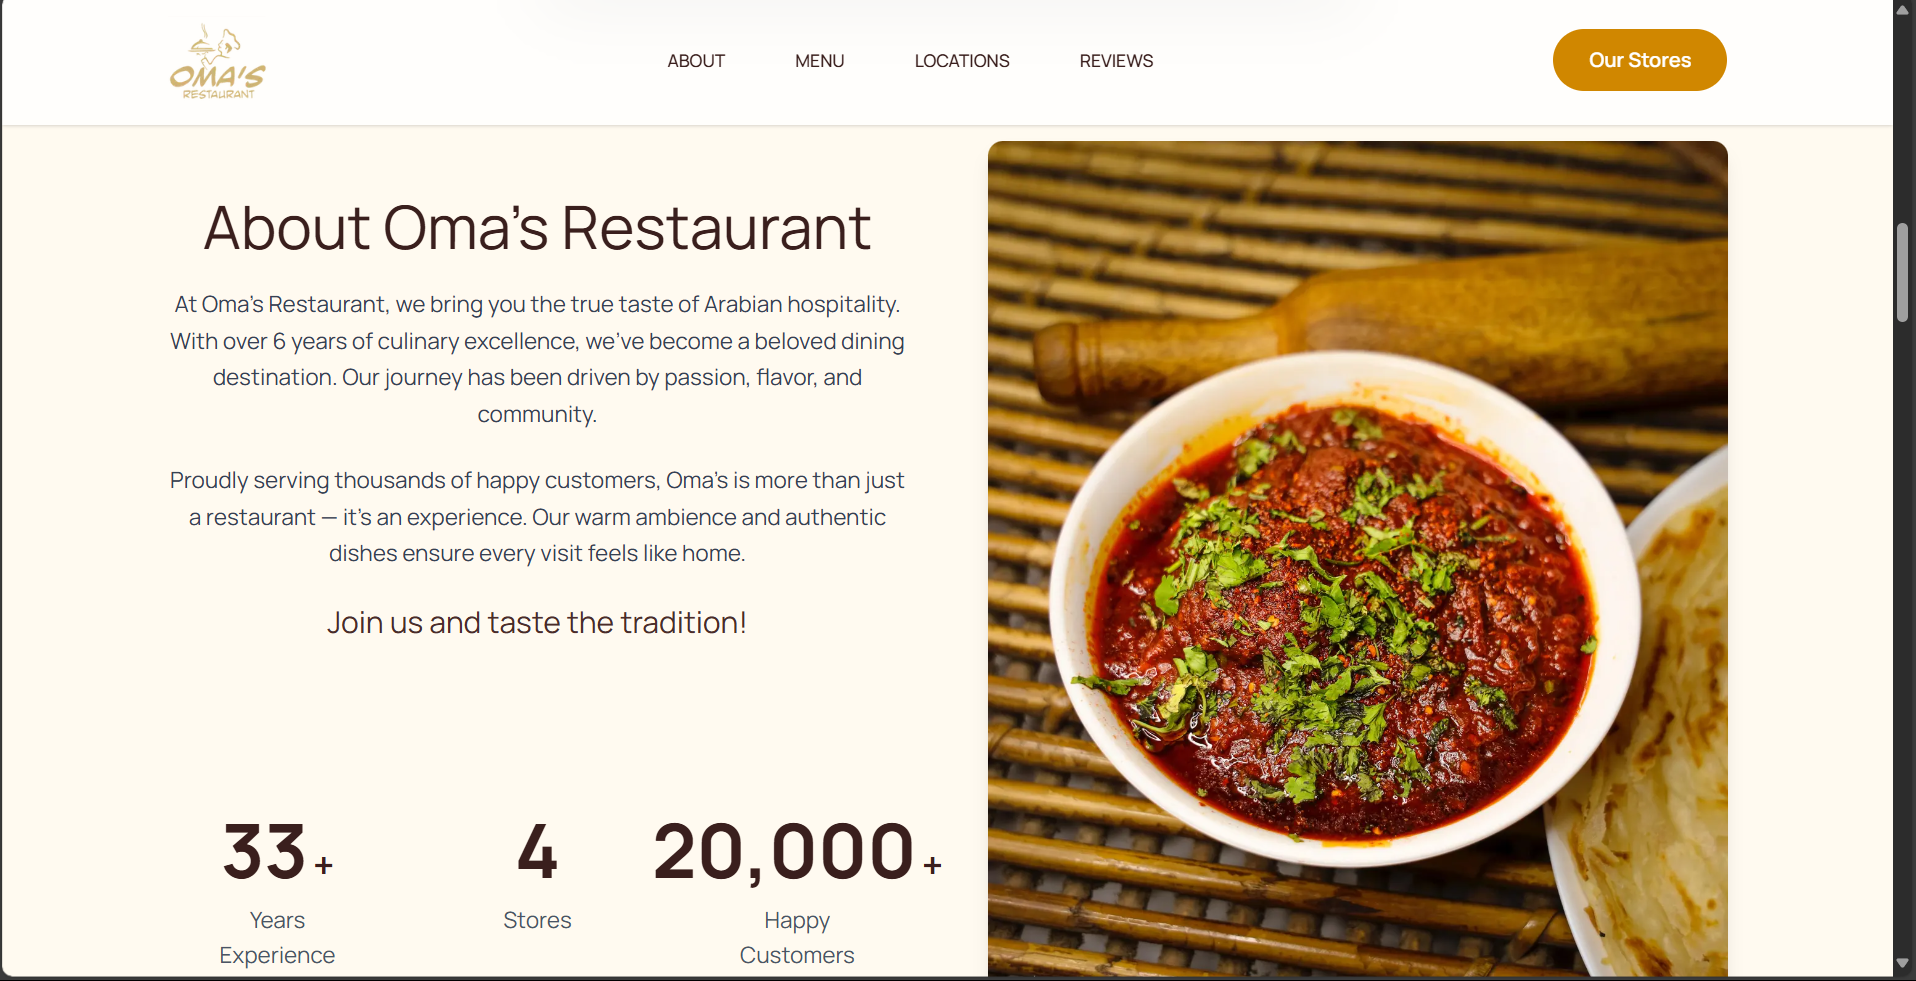 OMA'S
RESTAURANT
ABOUT
MENU
LOCATIONS
REVIEWS
Our Stores
About Oma's Restaurant
At Oma's Restaurant, we bring you the true taste of Arabian hospitality.
With over 6 years of culinary excellence, we've become a beloved dining
destination. Our journey has been driven by passion, flavor, and
community.
Proudly serving thousands of happy customers, Oma's is more than just
a restaurant — it's an experience. Our warm ambience and authentic
dishes ensure every visit feels like home.
Join us and taste the tradition!
33+
Years
Experience
4
Stores
20,000+
Happy
Customers